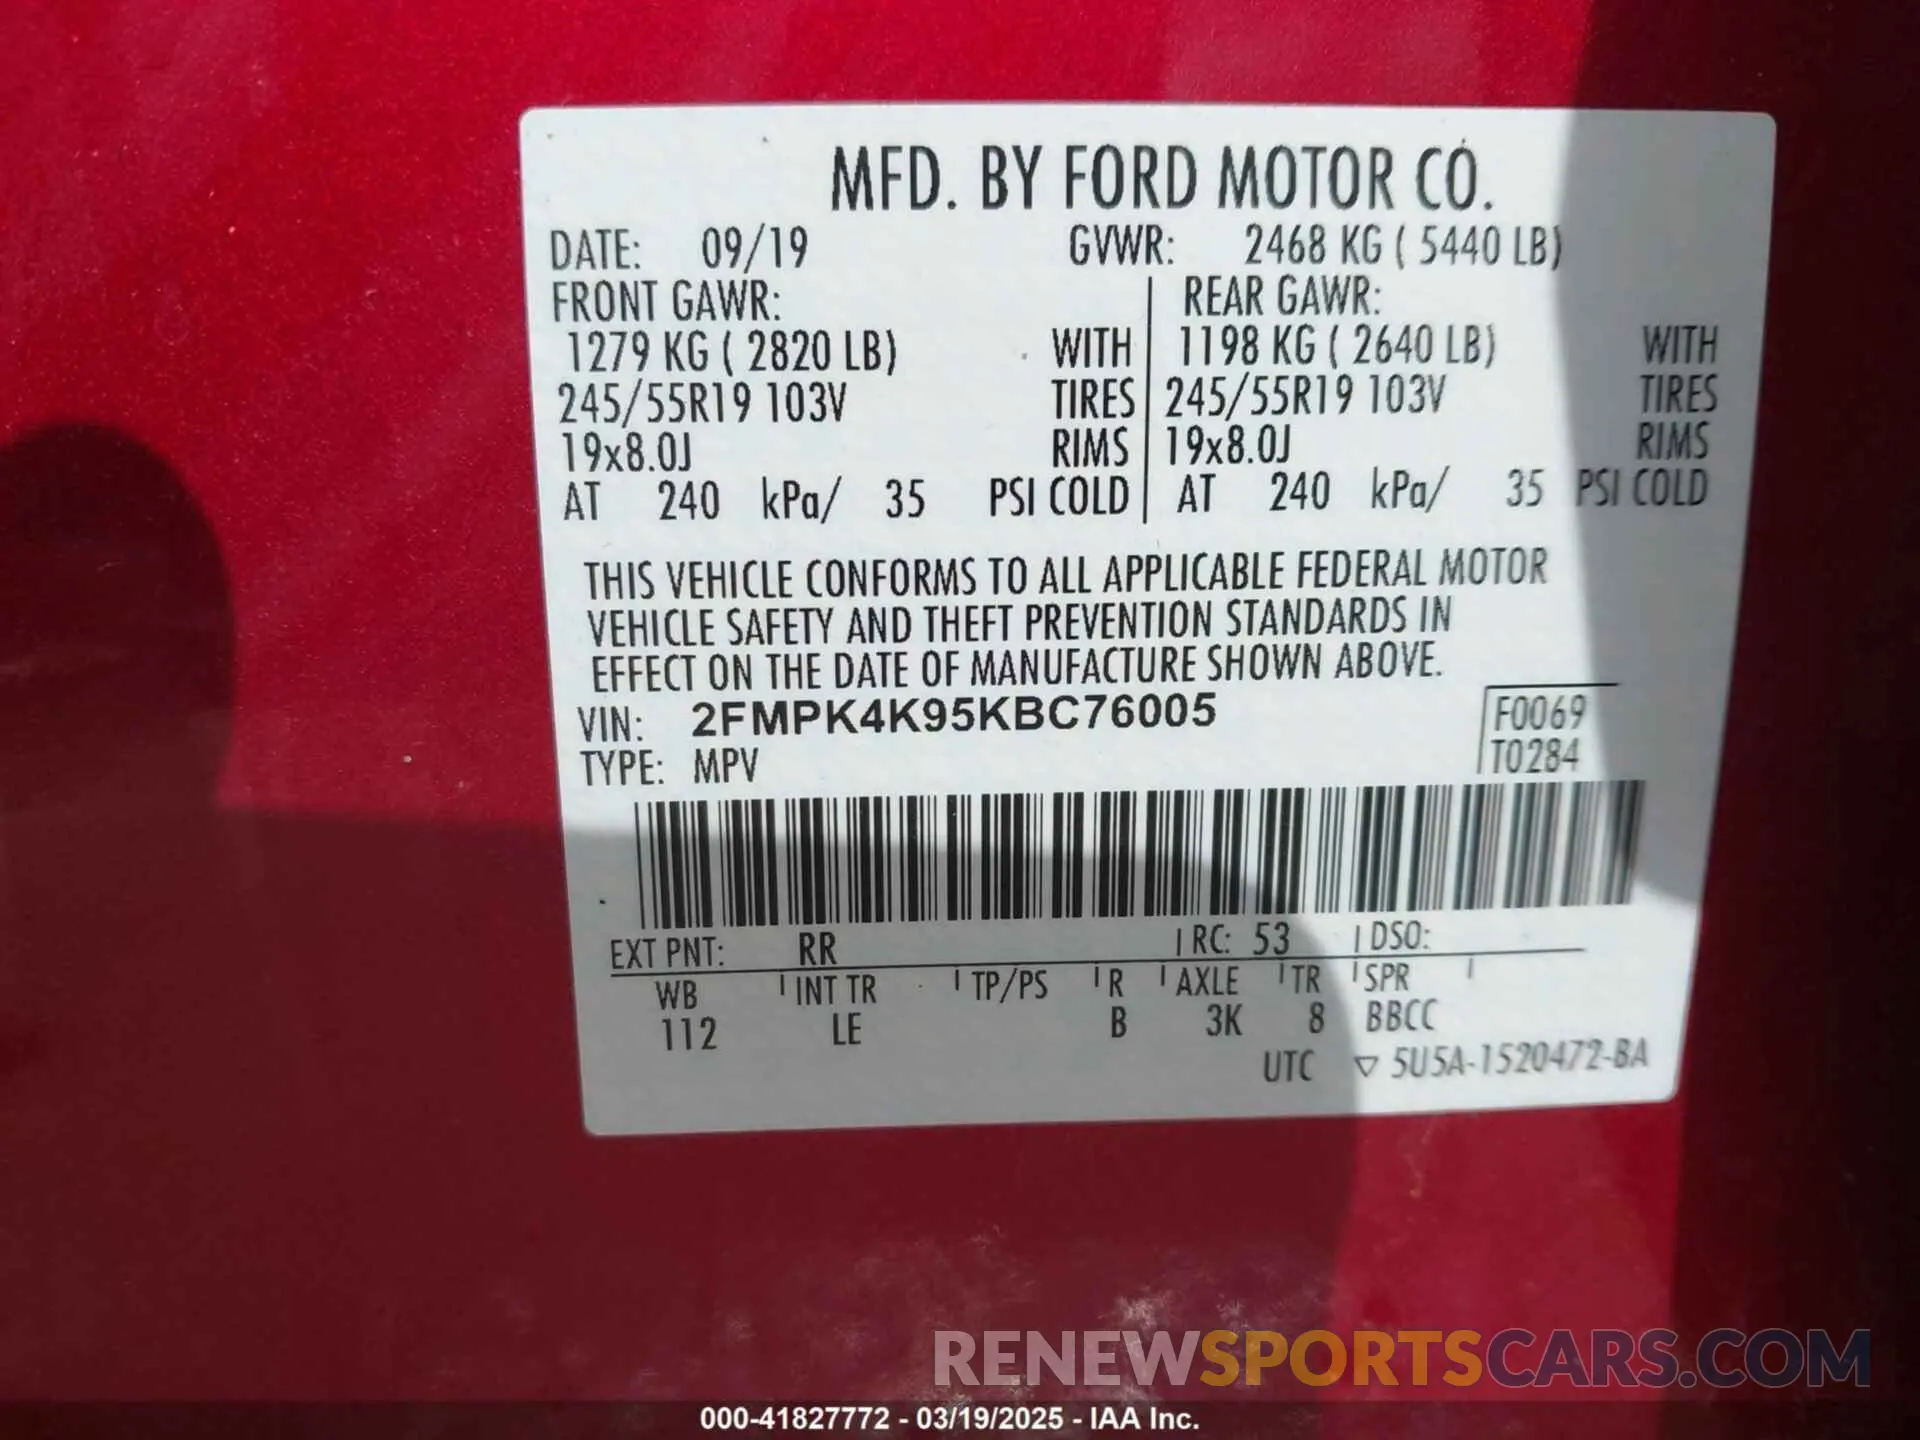 MFD. BY FORD MOTOR CO.
DATE: 09/19 GVWR: 2468 KG ( 5440 LB)
FRONT GAWR: REAR GAWR:
1279 KG ( 2820 LB) WITH 1198 KG ( 2640 LB) WITH
245/55R19 103V TIRES 245/55R19 103V TIRES
19x8.0J RIMS 19x8.0J RIMS
AT 240 kPa/ 35 PSI COLD AT 240 kPa/ 35 PSI COLD
THIS VEHICLE CONFORMS TO ALL APPLICABLE FEDERAL MOTOR
VEHICLE SAFETY AND THEFT PREVENTION STANDARDS IN
EFFECT ON THE DATE OF MANUFACTURE SHOWN ABOVE.
VIN: 2FMPK4K95KBC76005 F0069
TYPE: MPV T0284
EXT PNT: RR RC: 53 DSO:
WB INT TR TP/PS R AXLE TR SPR
112 LE B 3K 8 BBCC
UTC ▽ 5U5A-1520472-BA
RENEWSPORTSCARS.COM
000-41827772 - 03/19/2025 - IAA Inc.